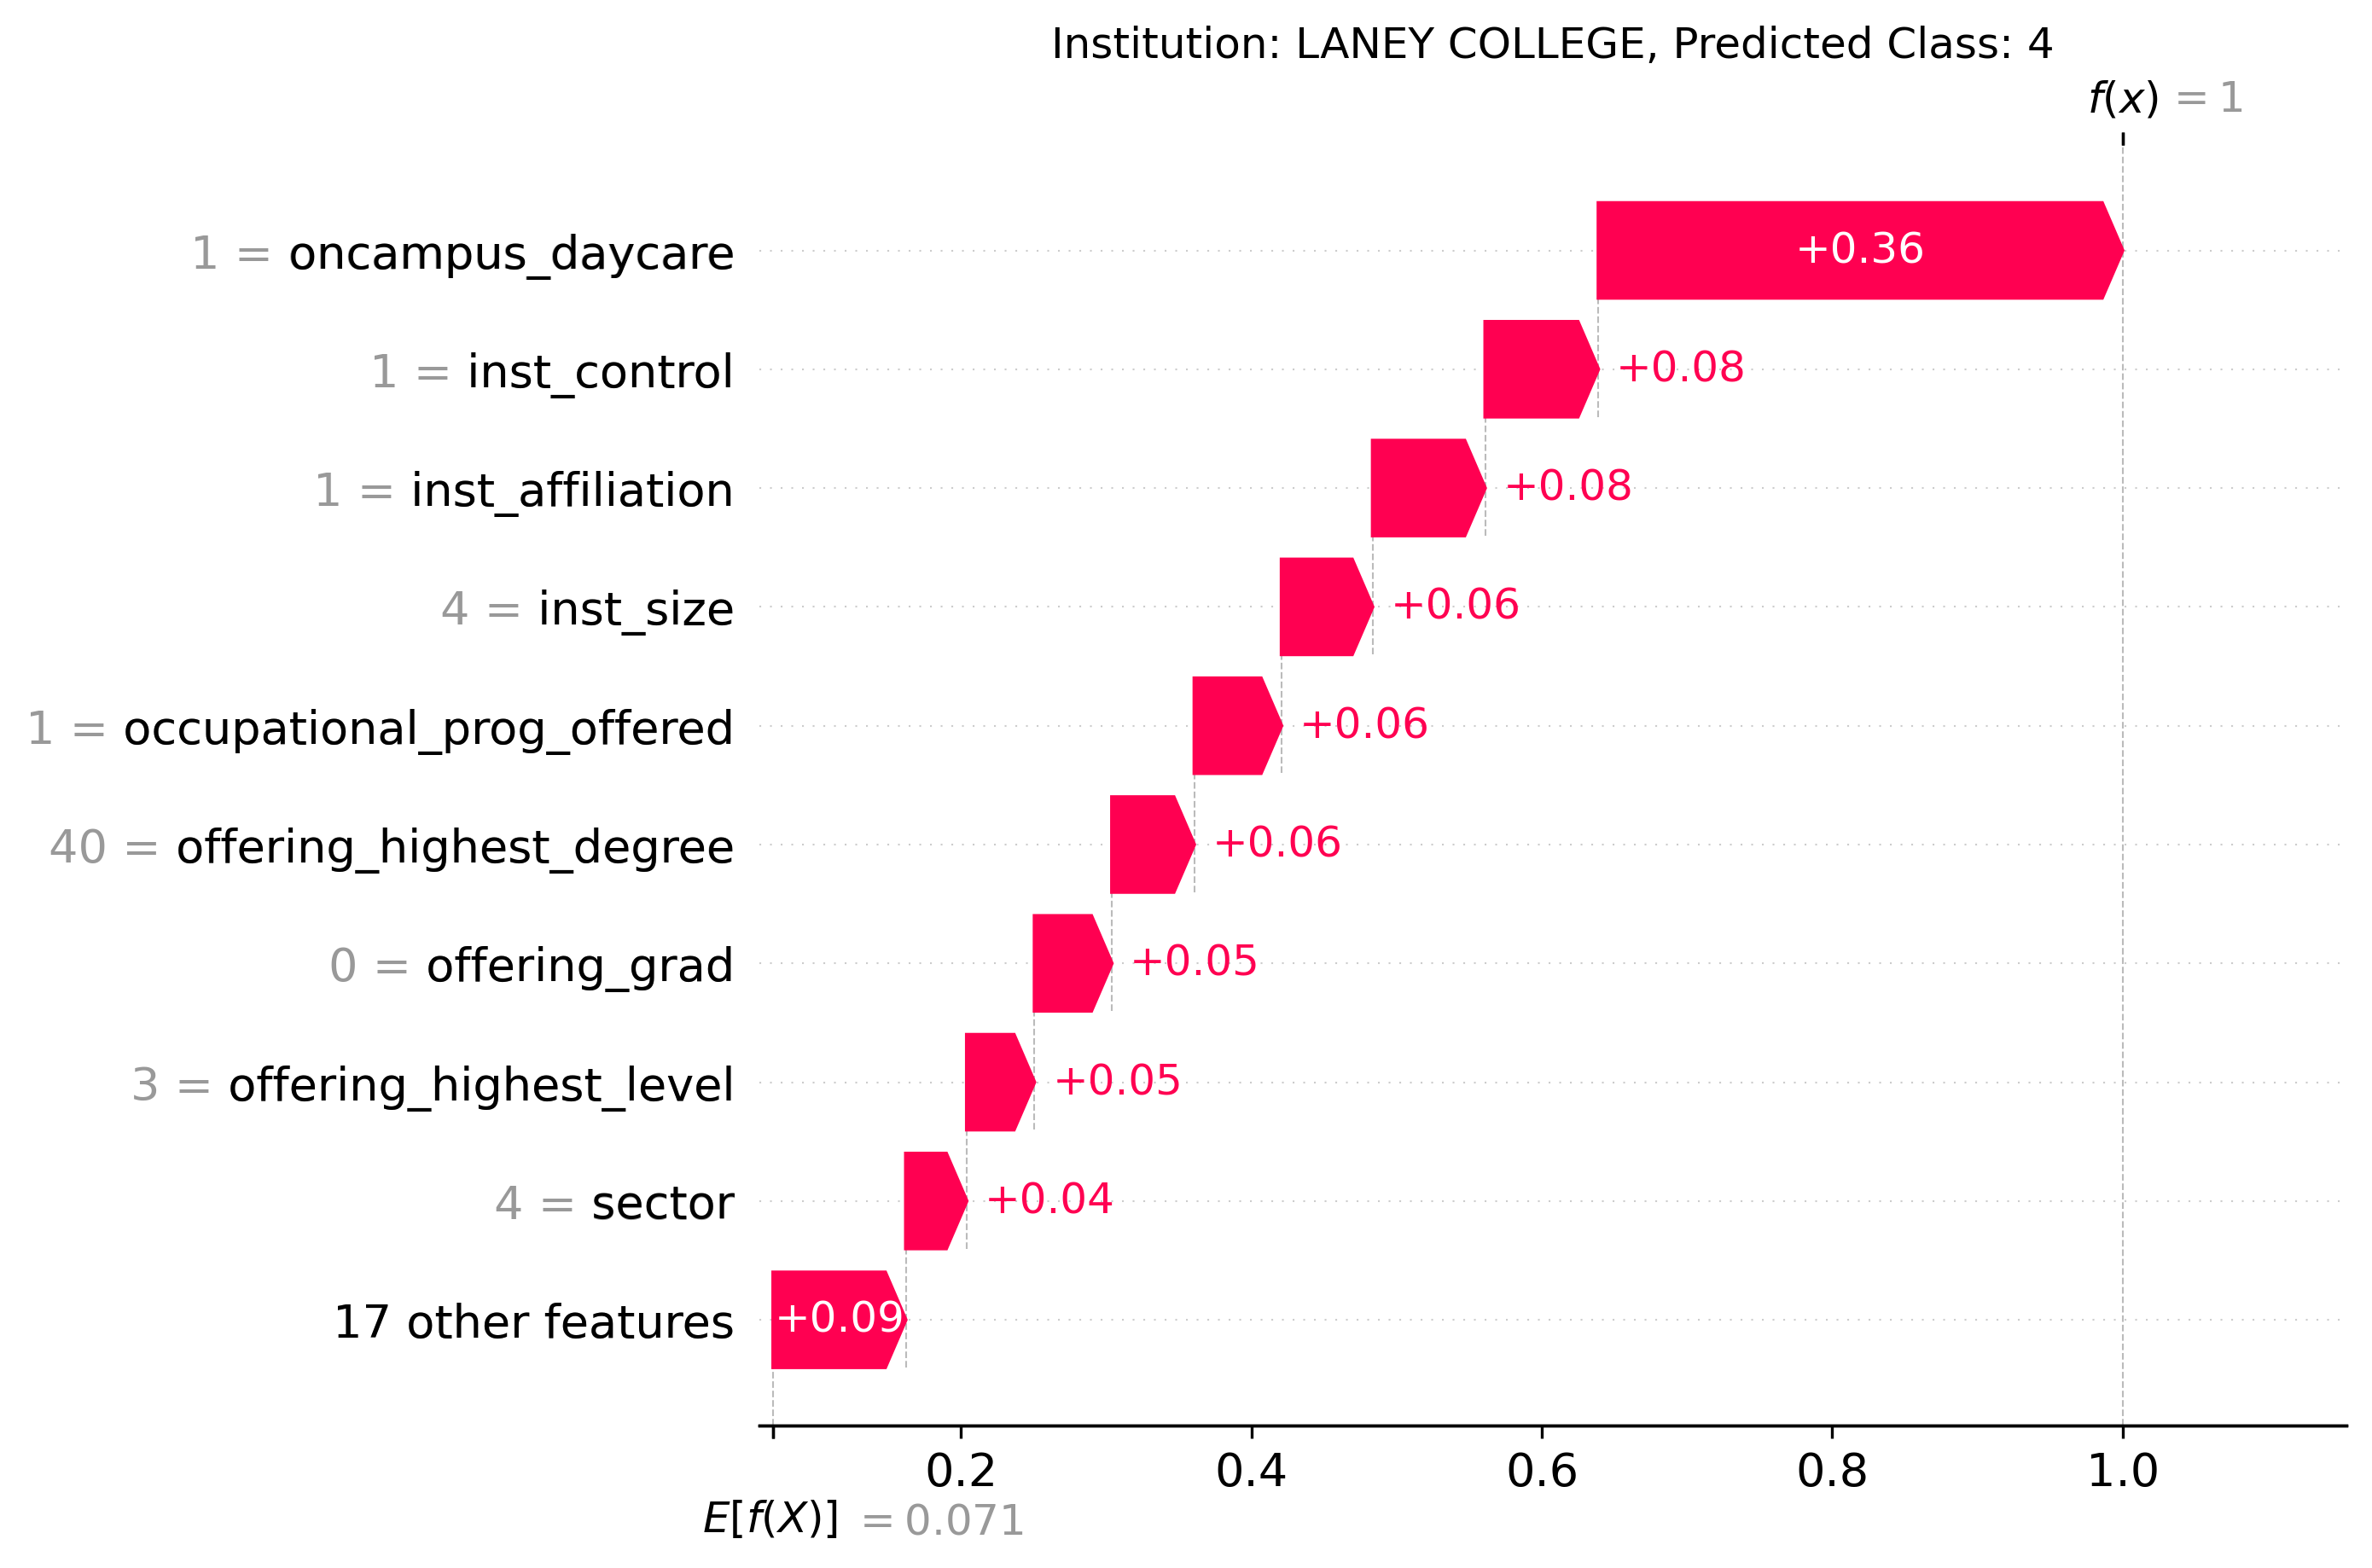 Institution: LANEY COLLEGE, Predicted Class: 4
f(x) = 1
1 = oncampus_daycare +0.36
1 = inst_control +0.08
1 = inst_affiliation +0.08
4 = inst_size +0.06
1 = occupational_prog_offered +0.06
40 = offering_highest_degree +0.06
0 = offering_grad +0.05
3 = offering_highest_level +0.05
4 = sector +0.04
17 other features +0.09
0.2 0.4 0.6 0.8 1.0
E[f(X)] = 0.071